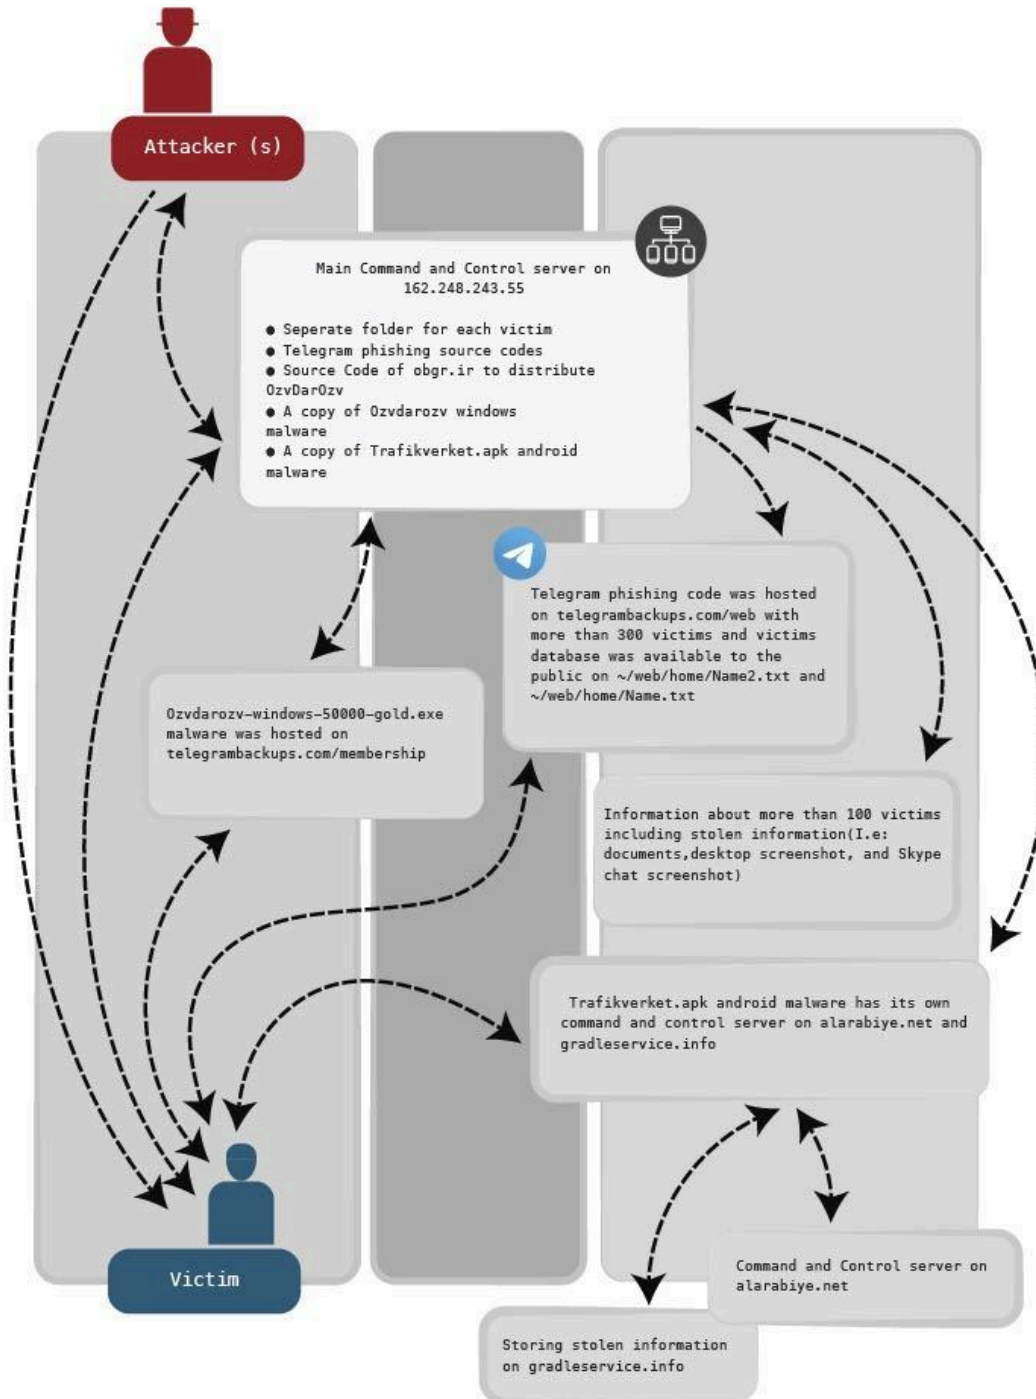 Attacker (s)
Main Command and Control server on
162.248.243.55
● Seperate folder for each victim
● Telegram phishing source codes
● Source Code of obgr.ir to distribute
OzvDarOzv
● A copy of Ozvdarozv windows
malware
● A copy of Trafikverket.apk android
malware
Telegram phishing code was hosted
on telegrambackups.com/web with
more than 300 victims and victims
database was available to the
public on ~/web/home/Name2.txt and
~/web/home/Name.txt
Ozvdarozv-windows-50000-gold.exe
malware was hosted on
telegrambackups.com/membership
Information about more than 100 victims
including stolen information(I.e:
documents,desktop screenshot, and Skype
chat screenshot)
Trafikverket.apk android malware has its own
command and control server on alarabiye.net and
gradleservice.info
Victim
Command and Control server on
alarabiye.net
Storing stolen information
on gradleservice.info